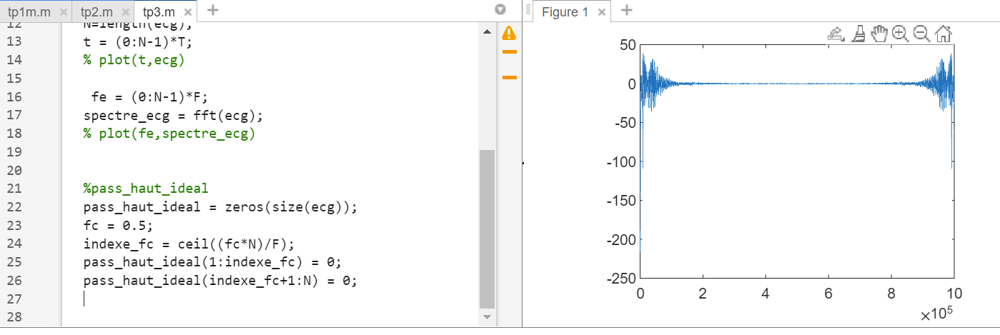 tp1m.m × tp2.m × tp3.m × +
12 N=length(ecg);
13 t = (0:N-1)*T;
14 % plot(t,ecg)
15
16 fe = (0:N-1)*F;
17 spectre_ecg = fft(ecg);
18 % plot(fe,spectre_ecg)
19
20
21 %pass_haut_ideal
22 pass_haut_ideal = zeros(size(ecg));
23 fc = 0.5;
24 indexe_fc = ceil((fc*N)/F);
25 pass_haut_ideal(1:indexe_fc) = 0;
26 pass_haut_ideal(indexe_fc+1:N) = 0;
27
28
Figure 1 × +
50
0
-50
-100
-150
-200
-250
0 2 4 6 8 10
×10⁵